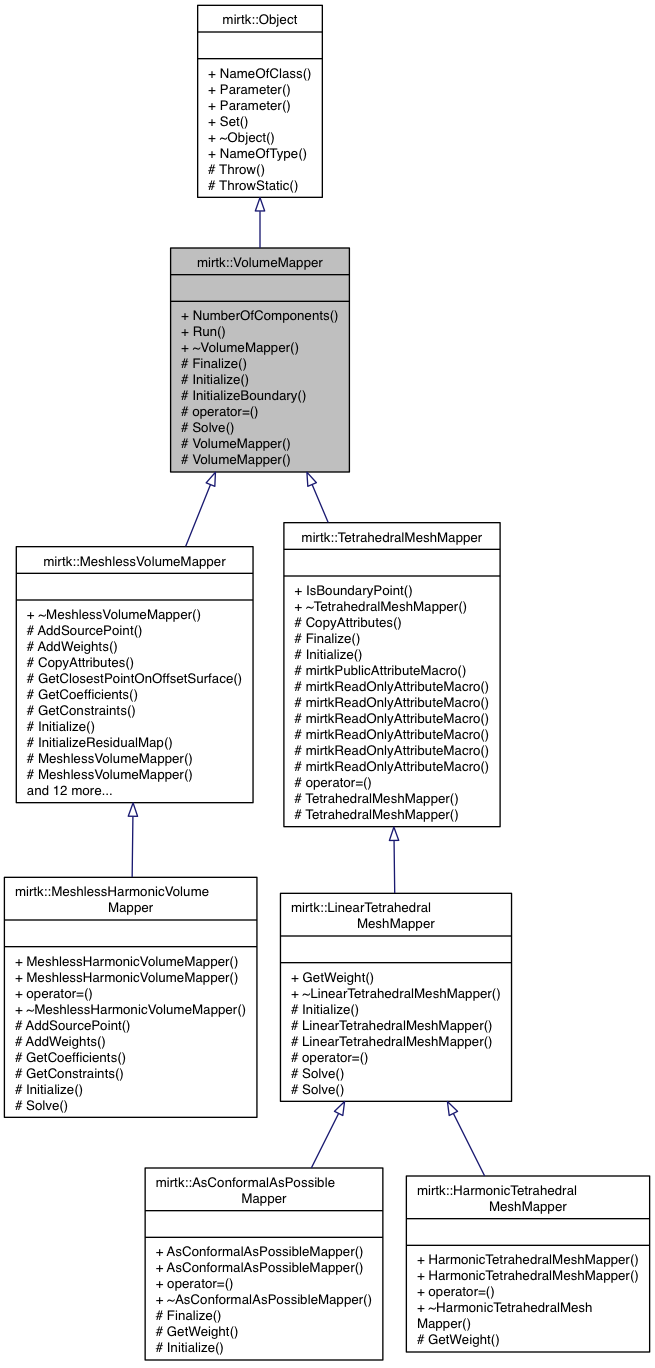 mirtk::Object
+ NameOfClass()
+ Parameter()
+ Parameter()
+ Set()
+ ~Object()
+ NameOfType()
# Throw()
# ThrowStatic()
mirtk::VolumeMapper
+ NumberOfComponents()
+ Run()
+ ~VolumeMapper()
# Finalize()
# Initialize()
# InitializeBoundary()
# operator=()
# Solve()
# VolumeMapper()
# VolumeMapper()
mirtk::MeshlessVolumeMapper
+ ~MeshlessVolumeMapper()
# AddSourcePoint()
# AddWeights()
# CopyAttributes()
# GetClosestPointOnOffsetSurface()
# GetCoefficients()
# GetConstraints()
# Initialize()
# InitializeResidualMap()
# MeshlessVolumeMapper()
# MeshlessVolumeMapper()
and 12 more...
mirtk::TetrahedralMeshMapper
+ IsBoundaryPoint()
+ ~TetrahedralMeshMapper()
# CopyAttributes()
# Finalize()
# Initialize()
# mirtkPublicAttributeMacro()
# mirtkReadOnlyAttributeMacro()
# mirtkReadOnlyAttributeMacro()
# mirtkReadOnlyAttributeMacro()
# mirtkReadOnlyAttributeMacro()
# mirtkReadOnlyAttributeMacro()
# mirtkReadOnlyAttributeMacro()
# operator=()
# TetrahedralMeshMapper()
# TetrahedralMeshMapper()
mirtk::MeshlessHarmonicVolume
Mapper
+ MeshlessHarmonicVolumeMapper()
+ MeshlessHarmonicVolumeMapper()
+ operator=()
+ ~MeshlessHarmonicVolumeMapper()
# AddSourcePoint()
# AddWeights()
# GetCoefficients()
# GetConstraints()
# Initialize()
# Solve()
mirtk::LinearTetrahedral
MeshMapper
+ GetWeight()
+ ~LinearTetrahedralMeshMapper()
# Initialize()
# LinearTetrahedralMeshMapper()
# LinearTetrahedralMeshMapper()
# operator=()
# Solve()
# Solve()
mirtk::AsConformalAsPossible
Mapper
+ AsConformalAsPossibleMapper()
+ AsConformalAsPossibleMapper()
+ operator=()
+ ~AsConformalAsPossibleMapper()
# Finalize()
# GetWeight()
# Initialize()
mirtk::HarmonicTetrahedral
MeshMapper
+ HarmonicTetrahedralMeshMapper()
+ HarmonicTetrahedralMeshMapper()
+ operator=()
+ ~HarmonicTetrahedralMesh
Mapper()
# GetWeight()